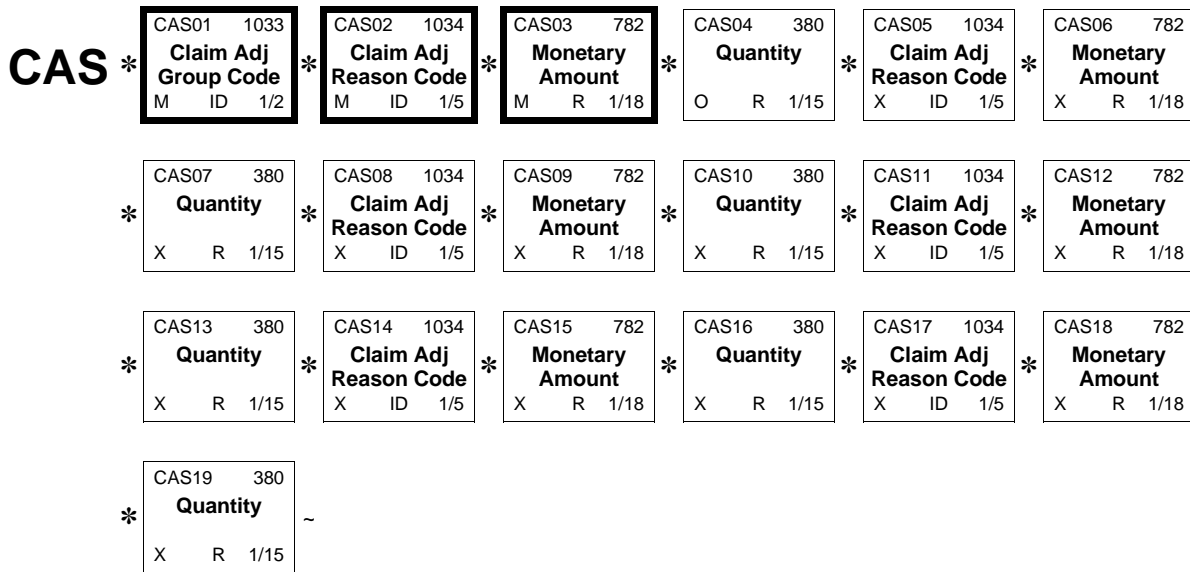 CAS01 1033 CAS02 1034 CAS03 782 CAS04 380 CAS05 1034 CAS06 782
CAS * Claim Adj Group Code * Claim Adj Reason Code * Monetary Amount * Quantity * Claim Adj Reason Code * Monetary Amount
M ID 1/2 M ID 1/5 M R 1/18 O R 1/15 X ID 1/5 X R 1/18
CAS07 380 CAS08 1034 CAS09 782 CAS10 380 CAS11 1034 CAS12 782
* Quantity * Claim Adj Reason Code * Monetary Amount * Quantity * Claim Adj Reason Code * Monetary Amount
X R 1/15 X ID 1/5 X R 1/18 X R 1/15 X ID 1/5 X R 1/18
CAS13 380 CAS14 1034 CAS15 782 CAS16 380 CAS17 1034 CAS18 782
* Quantity * Claim Adj Reason Code * Monetary Amount * Quantity * Claim Adj Reason Code * Monetary Amount
X R 1/15 X ID 1/5 X R 1/18 X R 1/15 X ID 1/5 X R 1/18
CAS19 380
* Quantity ~
X R 1/15